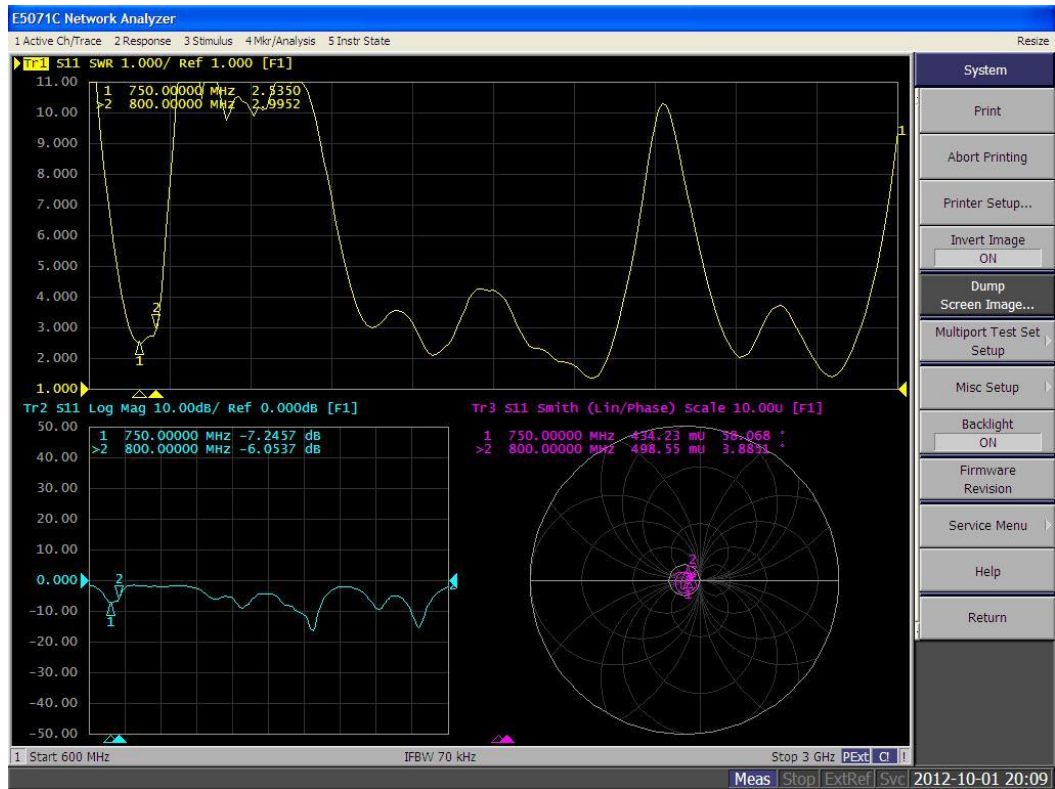 E5071C Network Analyzer
1 Active Ch/Trace 2 Response 3 Stimulus 4 Mkr/Analysis 5 Instr State Resize
Tr1 S11 SWR 1.000/ Ref 1.000 [F1]
1 750.00000 MHz 2.5350
>2 800.00000 MHz 2.9952
11.00
10.00
9.000
8.000
7.000
6.000
5.000
4.000
3.000
2.000
1.000
1
2
1
Tr2 S11 Log Mag 10.00dB/ Ref 0.000dB [F1]
1 750.00000 MHz -7.2457 dB
>2 800.00000 MHz -6.0537 dB
50.00
40.00
30.00
20.00
10.00
0.000
-10.00
-20.00
-30.00
-40.00
-50.00
2
1
Tr3 S11 Smith (Lin/Phase) Scale 10.00U [F1]
1 750.00000 MHz 434.23 mU 58.068 °
>2 800.00000 MHz 498.55 mU 3.8851 °
2
1
1 Start 600 MHz IFBW 70 kHz Stop 3 GHz PExt C! !
Meas Stop ExtRef Svc 2012-10-01 20:09
System
Print
Abort Printing
Printer Setup...
Invert Image
ON
Dump
Screen Image...
Multiport Test Set
Setup
Misc Setup
Backlight
ON
Firmware
Revision
Service Menu
Help
Return